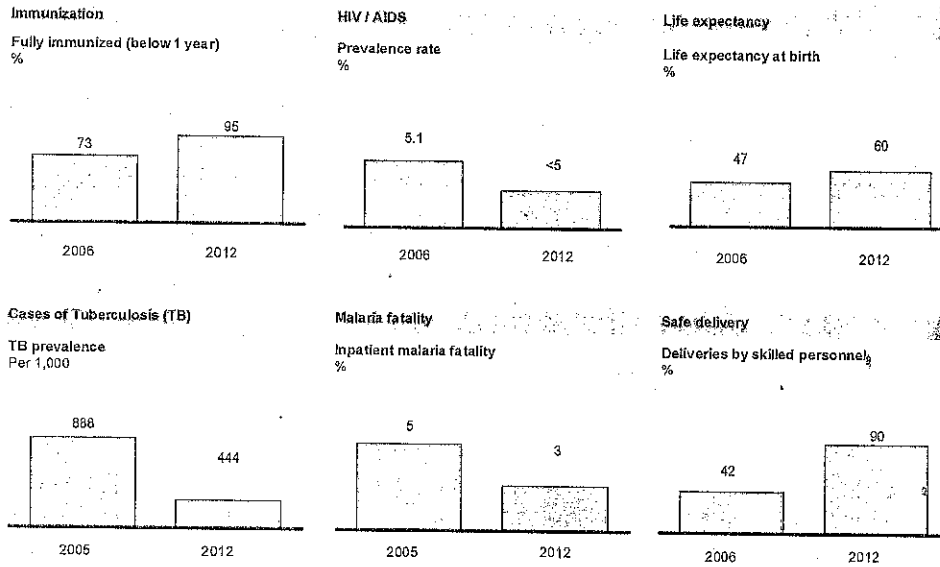 Immunization
Fully immunized (below 1 year)
%
73
95
2006
2012
HIV / AIDS
Prevalence rate
%
5.1
<5
2006
2012
Life expectancy
Life expectancy at birth
%
47
60
2006
2012
Cases of Tuberculosis (TB)
TB prevalence
Per 1,000
888
444
2005
2012
Malaria fatality
Inpatient malaria fatality
%
5
3
2005
2012
Safe delivery
Deliveries by skilled personnel
%
42
90
2006
2012